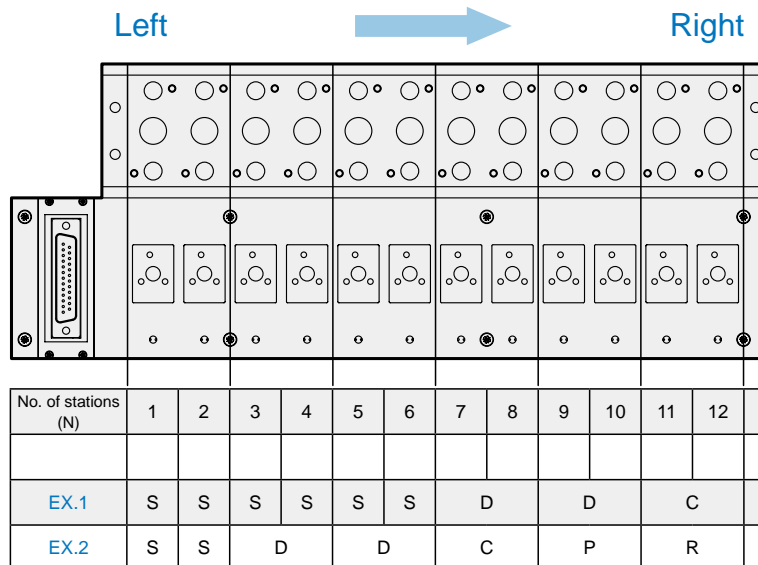 Left Right
No. of stations
(N) 1 2 3 4 5 6 7 8 9 10 11 12
EX.1 S S S S S S D D C
EX.2 S S D D C P R